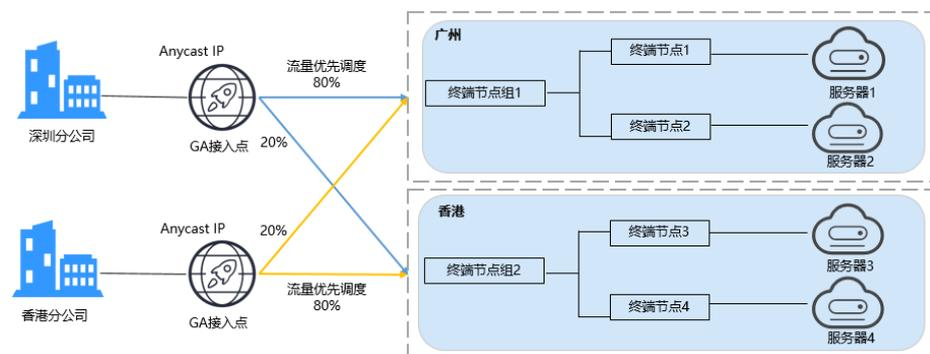 广州
Anycast IP
流量优先调度
80%
终端节点1
服务器1
终端节点组1
深圳分公司
GA接入点
20%
终端节点2
服务器2
香港
Anycast IP
20%
终端节点3
服务器3
终端节点组2
香港分公司
GA接入点
流量优先调度
80%
终端节点4
服务器4